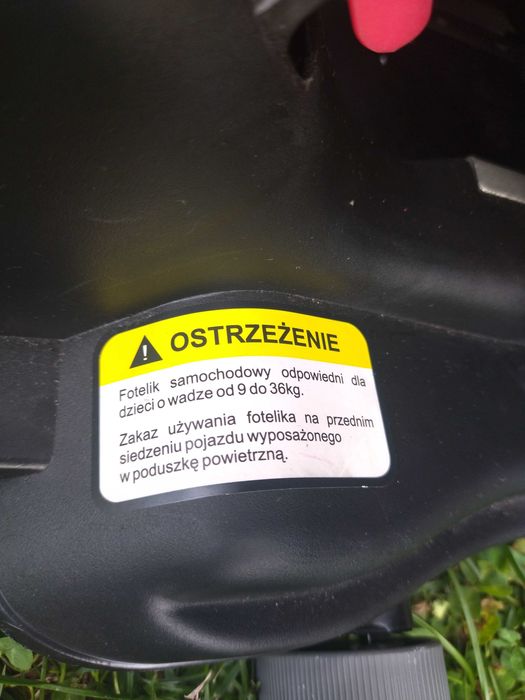 OSTRZEŻENIE
Fotelik samochodowy odpowiedni dla
dzieci o wadze od 9 do 36kg.
Zakaz używania fotelika na przednim
siedzeniu pojazdu wyposażonego
w poduszkę powietrzną.